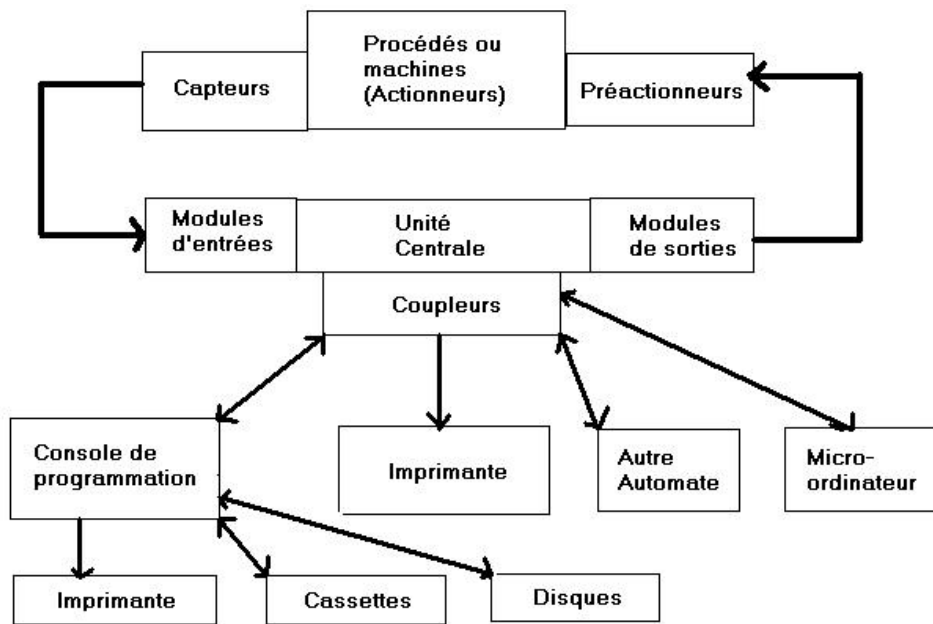 Procédés ou
machines
(Actionneurs)
Capteurs
Préactionneurs
Modules
d'entrées
Unité
Centrale
Modules
de sorties
Coupleurs
Console de
programmation
Imprimante
Autre
Automate
Micro-
ordinateur
Imprimante
Cassettes
Disques